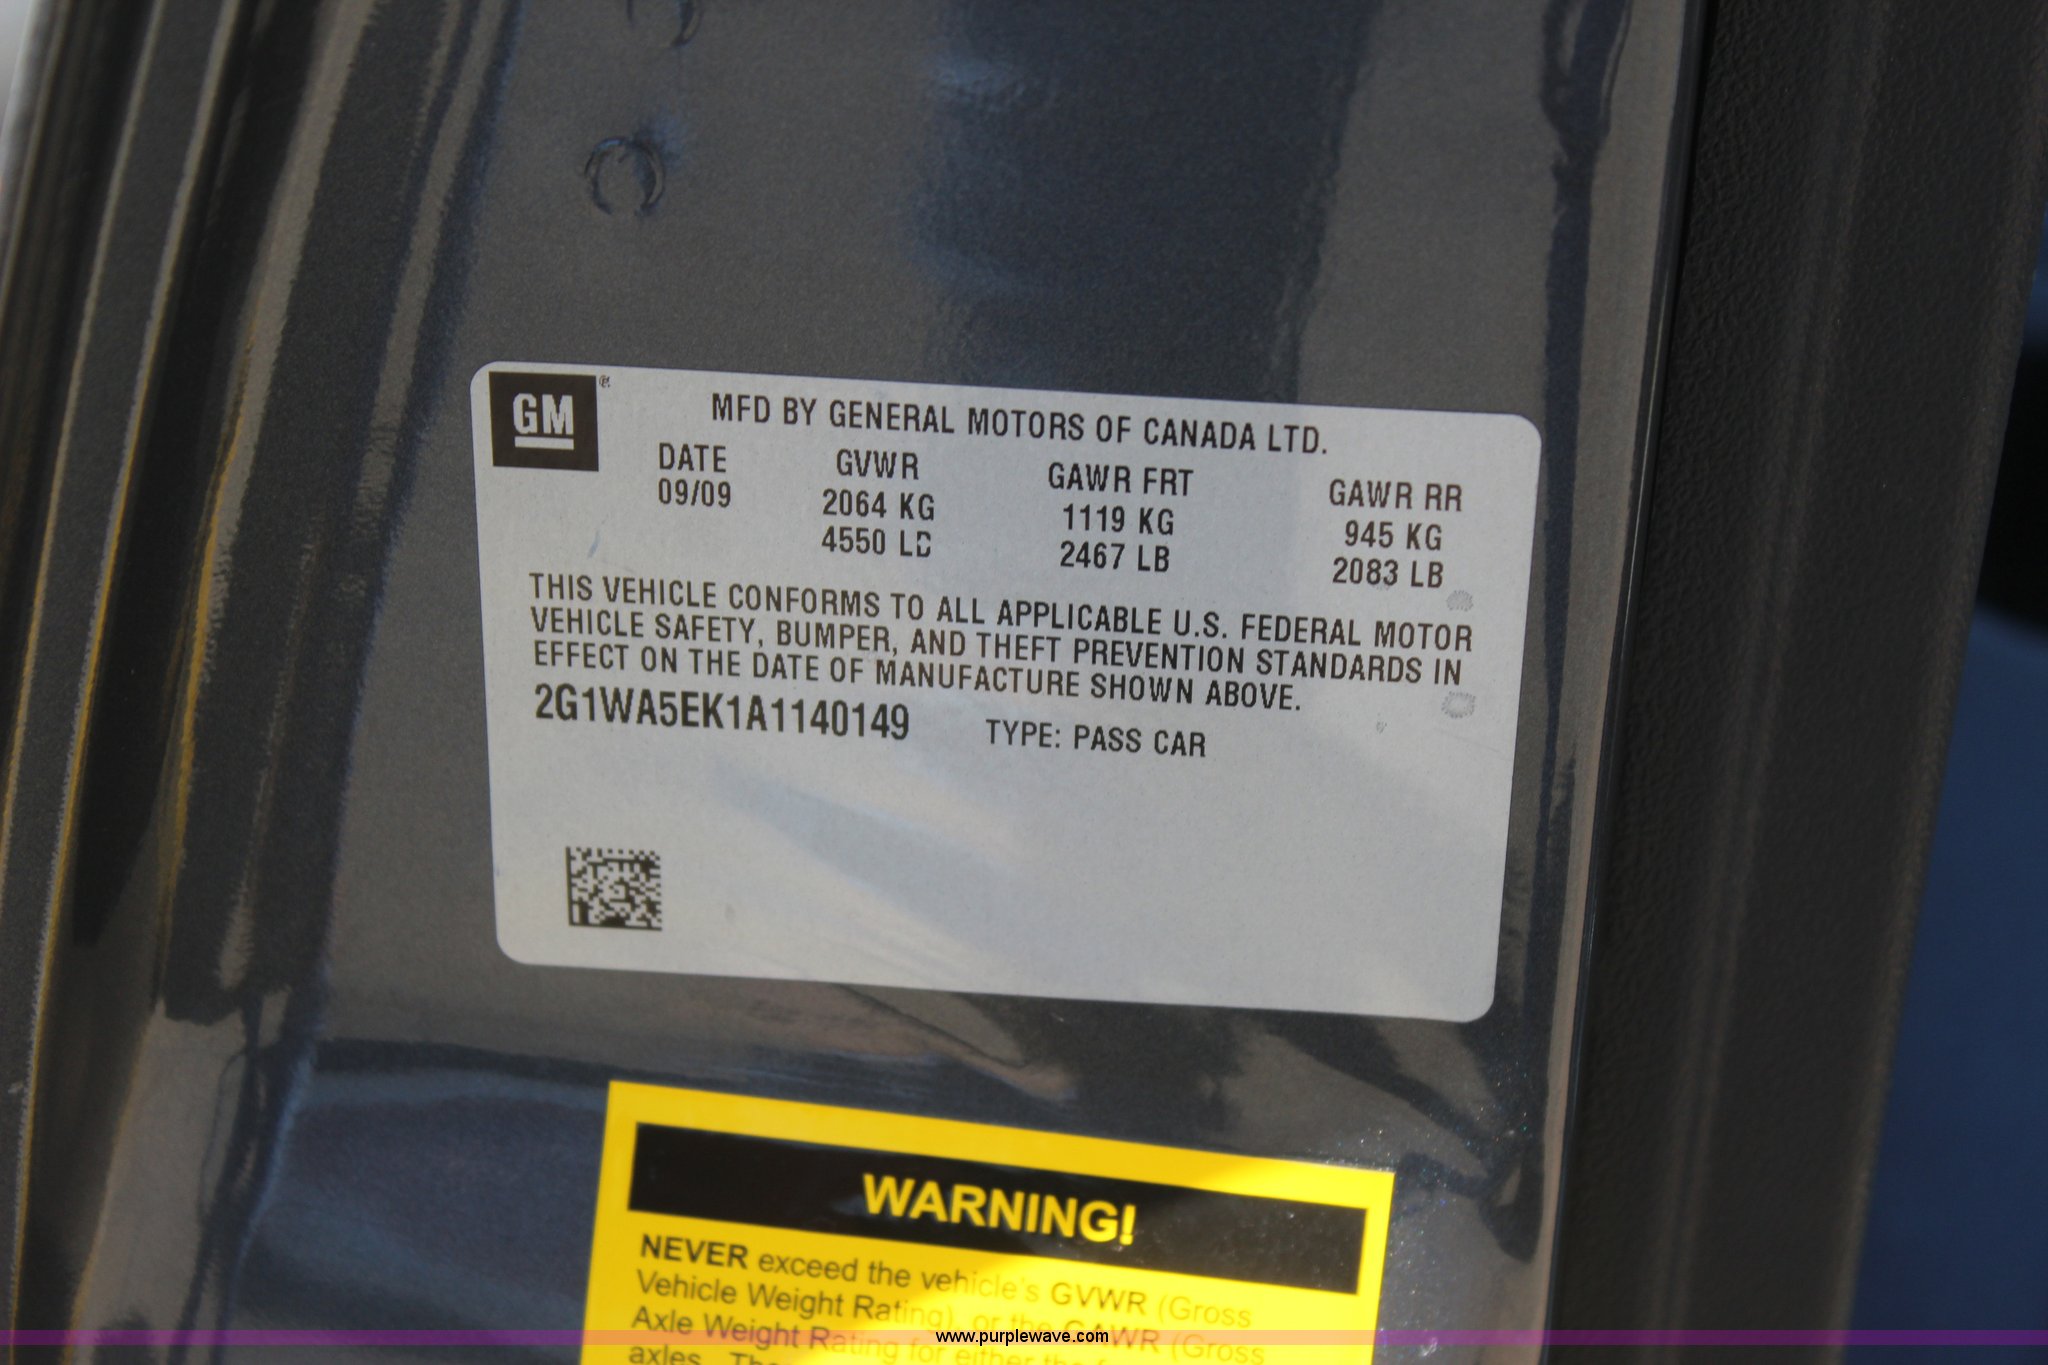 GM
MFD BY GENERAL MOTORS OF CANADA LTD.
DATE GVWR GAWR FRT GAWR RR
09/09 2064 KG 1119 KG 945 KG
4550 LB 2467 LB 2083 LB
THIS VEHICLE CONFORMS TO ALL APPLICABLE U.S. FEDERAL MOTOR
VEHICLE SAFETY, BUMPER, AND THEFT PREVENTION STANDARDS IN
EFFECT ON THE DATE OF MANUFACTURE SHOWN ABOVE.
2G1WA5EK1A1140149 TYPE: PASS CAR
WARNING!
NEVER exceed the vehicle's GVWR (Gross
Vehicle Weight Rating), or the GAWR (Gross
Axle Weight Rating for either the
axles.
www.purplewave.com